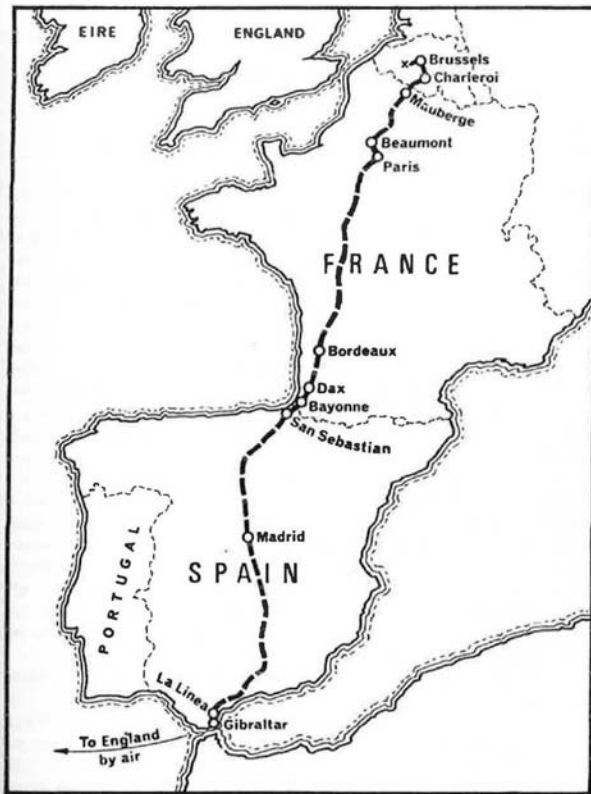 EIRE
ENGLAND
x
Brussels
Charleroi
Mauberge
Beaumont
Paris
FRANCE
Bordeaux
Dax
Bayonne
San Sebastian
Madrid
SPAIN
PORTUGAL
La Linea
Gibraltar
To England
by air